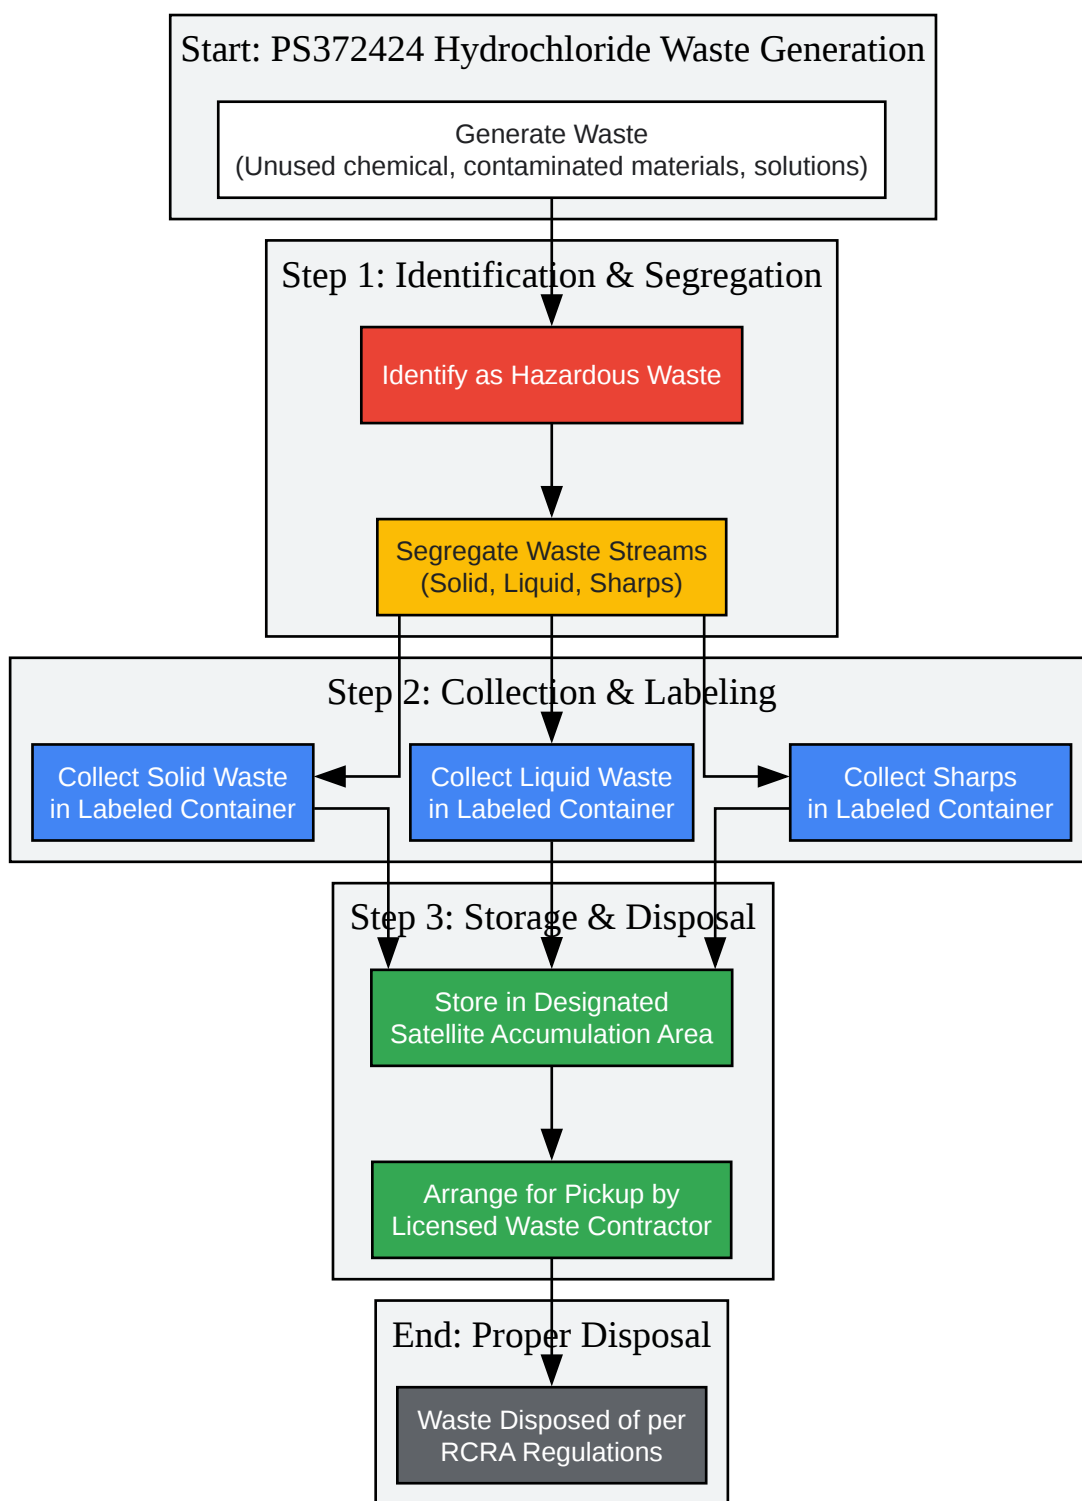 Start: PS372424 Hydrochloride Waste Generation
Generate Waste
(Unused chemical, contaminated materials, solutions)
Step 1: Identification & Segregation
Identify as Hazardous Waste
Segregate Waste Streams
(Solid, Liquid, Sharps)
Step 2: Collection & Labeling
Collect Solid Waste
in Labeled Container
Collect Liquid Waste
in Labeled Container
Collect Sharps
in Labeled Container
Step 3: Storage & Disposal
Store in Designated
Satellite Accumulation Area
Arrange for Pickup by
Licensed Waste Contractor
End: Proper Disposal
Waste Disposed of per
RCRA Regulations